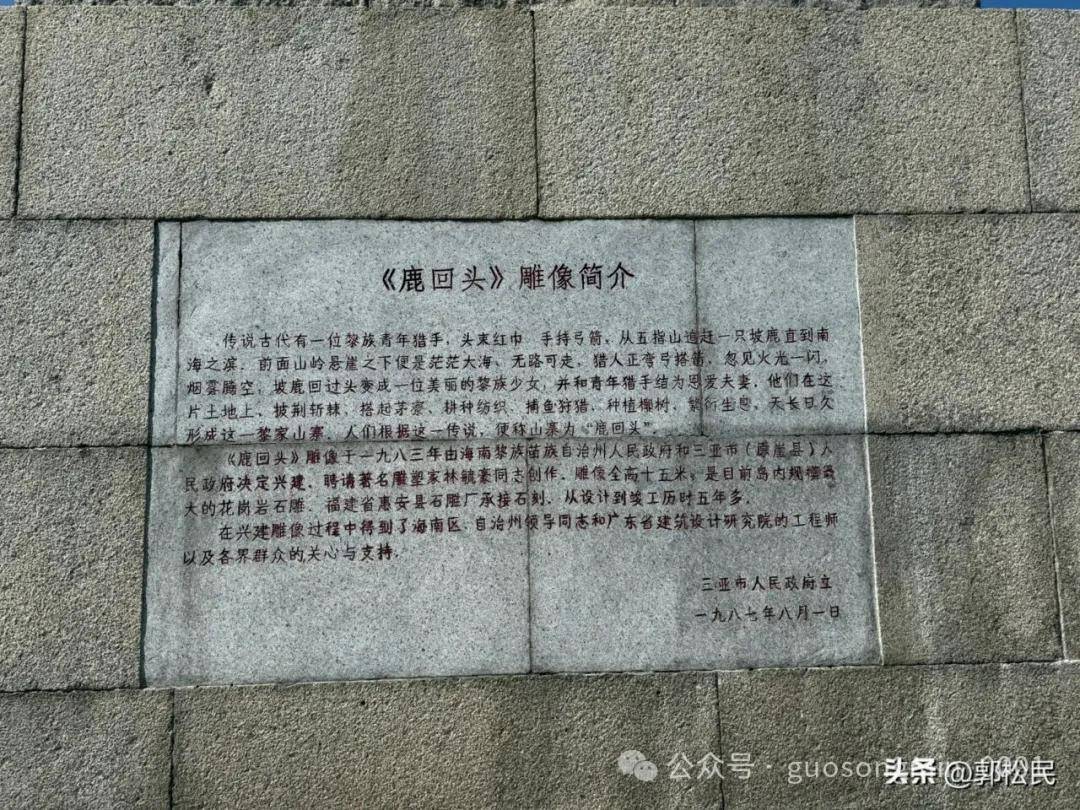 《鹿回头》雕像简介
传说古代有一位黎族青年猎手，头束红巾 手持弓箭，从五指山追赶一只坡鹿直到南
海之滨。前面山岭悬崖之下便是茫茫大海，无路可走，猎人正弯弓搭箭，忽见火光一闪，
烟雾腾空，坡鹿回过头变成一位美丽的黎族少女，并和青年猎手结为恩爱夫妻，他们在这
片土地上，披荆斩棘，搭起茅寮，耕种纺织，捕鱼狩猎，种植椰树，繁衍生息，天长日久
形成这一黎家山寨，人们根据这一传说，便称山寨为“鹿回头”。
《鹿回头》雕像于一九八三年由海南黎族苗族自治州人民政府和三亚市（原崖县）人
民政府决定兴建，聘请著名雕塑家林毓豪同志创作，雕像全高十五米，是目前岛内规模最
大的花岗岩石雕。福建省惠安县石雕厂承接石刻，从设计到竣工历时五年多。
在兴建雕像过程中得到了海南区、自治州领导同志和广东省建筑设计研究院的工程师
以及各界群众的关心与支持。
三亚市人民政府立
一九八七年八月一日
公众号 · guoson
头条 @郭松民